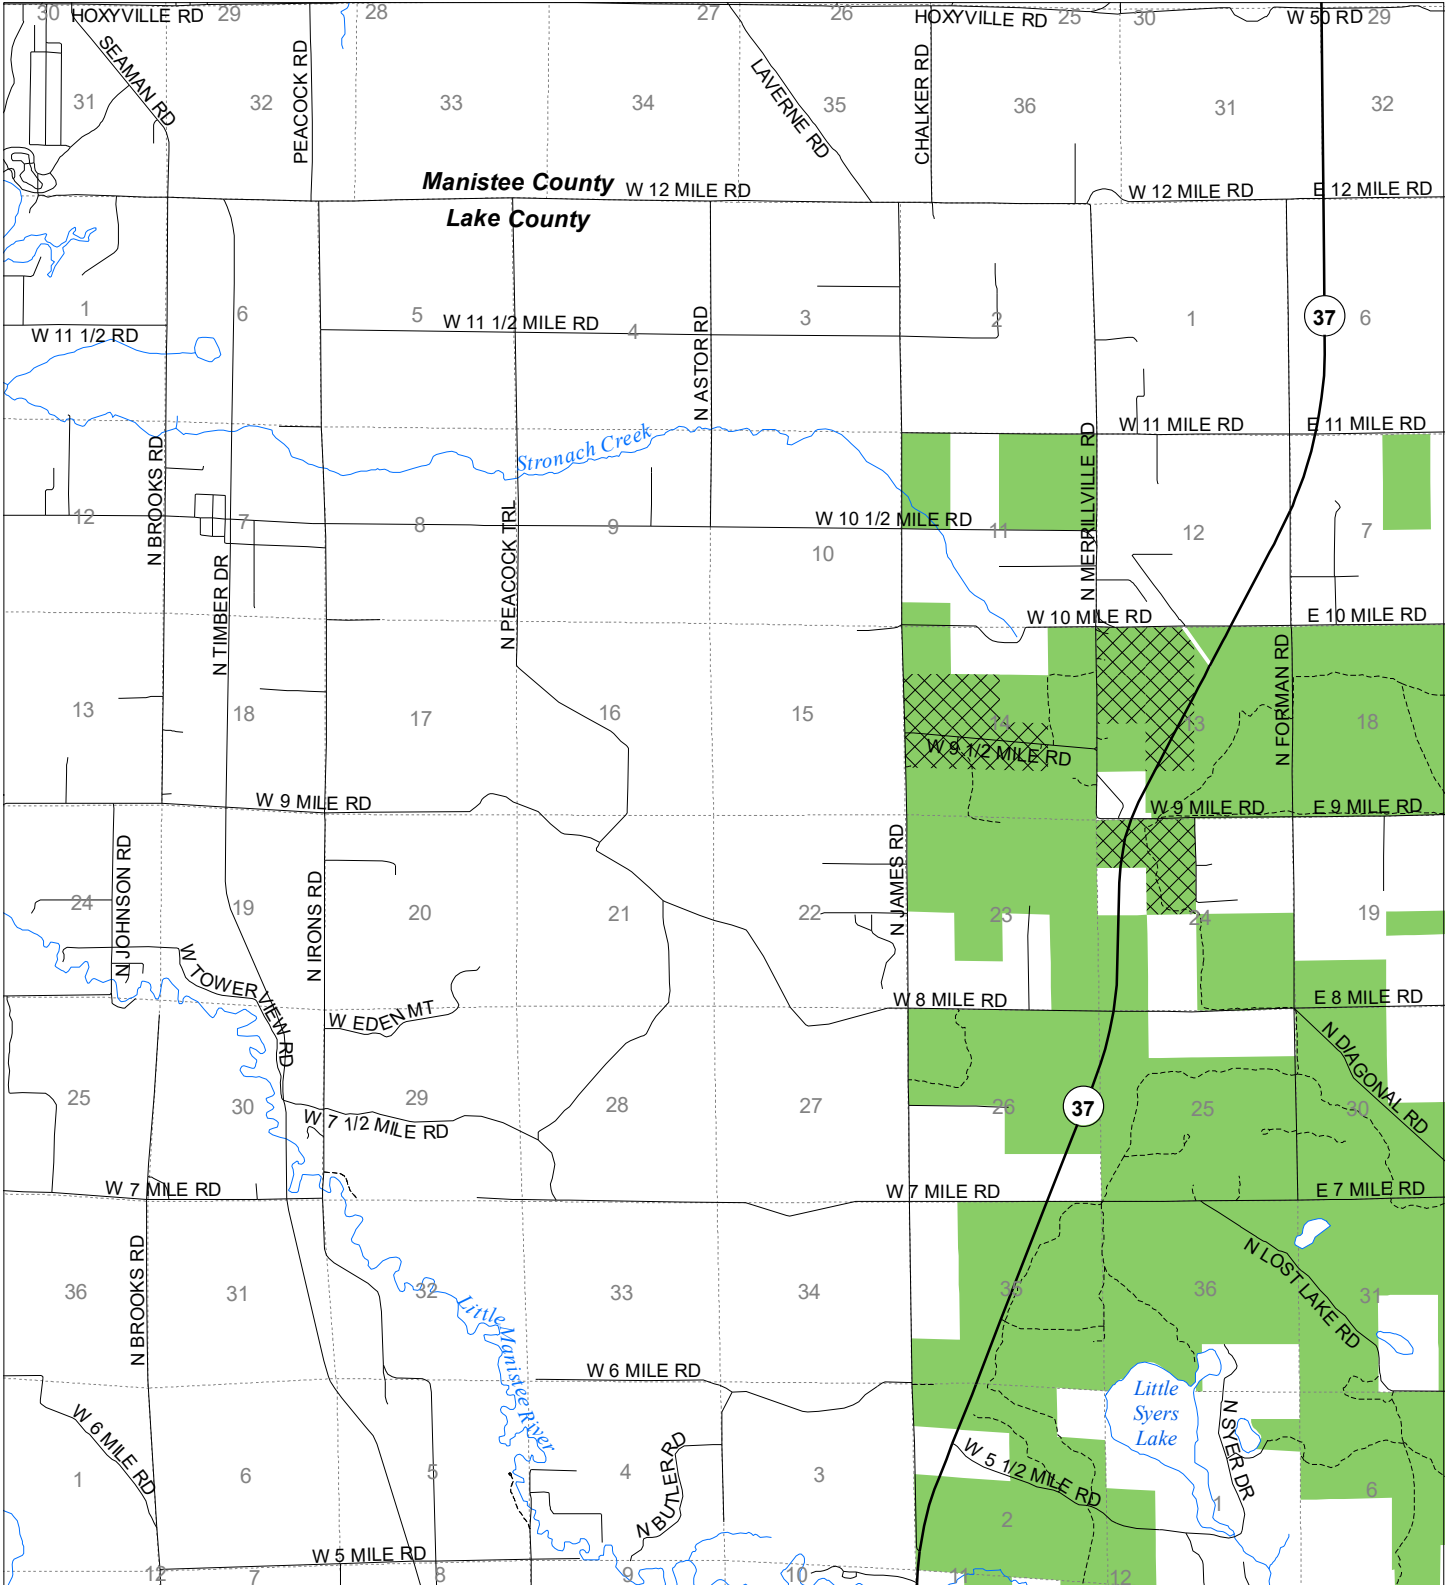 30
29
28
27
26
25
30
29
HOXYVILLE RD
HOXYVILLE RD
W 50 RD
SEAMAN RD
PEACOCK RD
LAVERNE RD
CHALKER RD
31
32
33
34
35
36
31
32
Manistee County
W 12 MILE RD
W 12 MILE RD
E 12 MILE RD
Lake County
1
6
5
4
3
2
1
37
6
W 11 1/2 RD
W 11 1/2 MILE RD
N ASTOR RD
Stronach Creek
W 11 MILE RD
E 11 MILE RD
N BROOKS RD
N PEACOCK TRL
N MERRILLVILLE RD
12
7
8
9
10
11
12
7
W 10 1/2 MILE RD
N TIMBER DR
W 10 MILE RD
E 10 MILE RD
N FORMAN RD
13
18
17
16
15
14
13
18
W 9 1/2 MILE RD
W 9 MILE RD
W 9 MILE RD
E 9 MILE RD
N JOHNSON RD
N IRONS RD
N JAMES RD
24
19
20
21
22
23
24
19
W TOWER VIEW RD
W EDEN MT
W 8 MILE RD
E 8 MILE RD
N DIAGONAL RD
25
30
29
28
27
26
37
25
30
W 7 1/2 MILE RD
W 7 MILE RD
W 7 MILE RD
E 7 MILE RD
N BROOKS RD
N LOST LAKE RD
36
31
32
33
34
35
36
31
Little Manistee River
W 6 MILE RD
W 6 MILE RD
Little
Syers
Lake
N SYER DR
N BUTLER RD
W 5 1/2 MILE RD
1
6
5
4
3
2
1
6
W 5 MILE RD
12
7
8
9
10
11
12